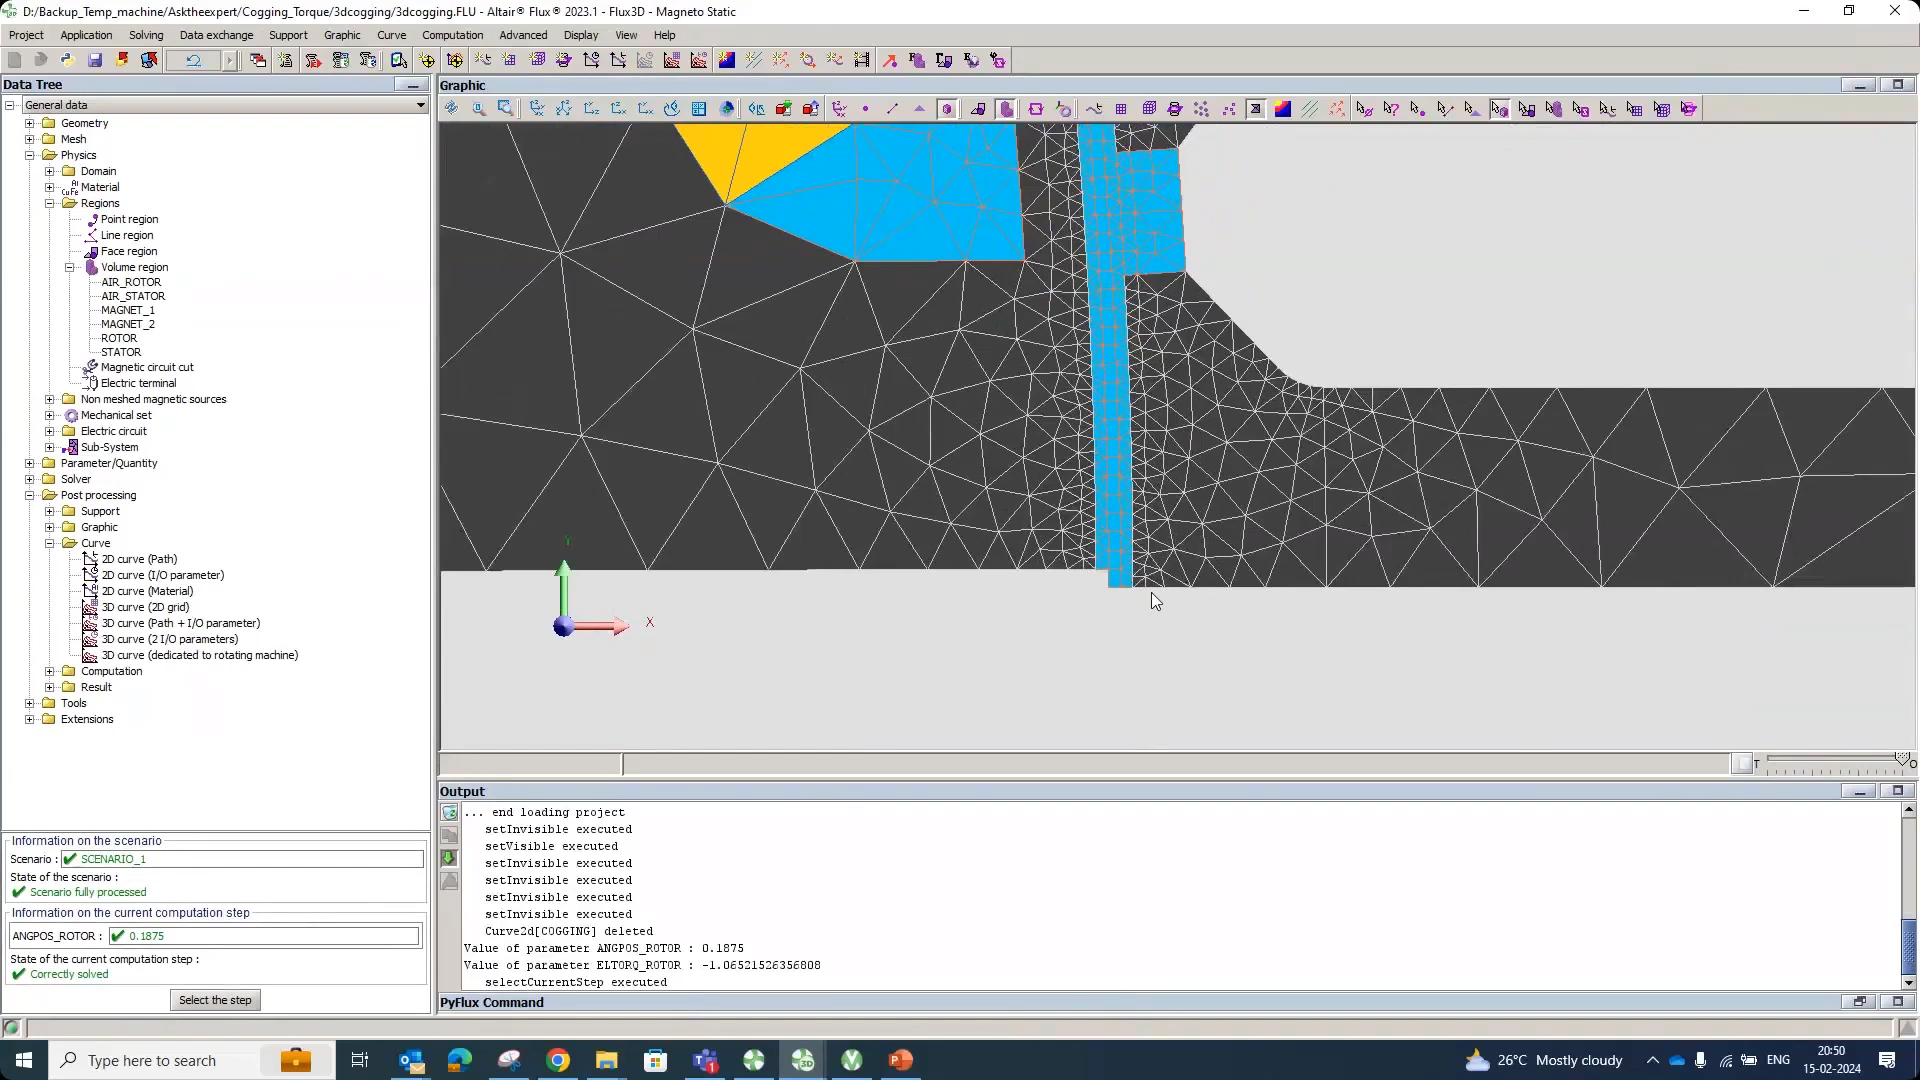 D:/Backup_Temp_machine/Asktheexpert/Cogging_Torque/3dcogging/3dcogging.FLU - Altair® Flux® 2023.1 - Flux3D - Magneto Static
Project Application Solving Data exchange Support Graphic Curve Computation Advanced Display View Help
Data Tree
General data
Geometry
Mesh
Physics
Domain
Material
Regions
Point region
Line region
Face region
Volume region
AIR_ROTOR
AIR_STATOR
MAGNET_1
MAGNET_2
ROTOR
STATOR
Magnetic circuit cut
Electric terminal
Non meshed magnetic sources
Mechanical set
Electric circuit
Sub-System
Parameter/Quantity
Solver
Post processing
Support
Graphic
Curve
2D curve (Path)
2D curve (I/O parameter)
2D curve (Material)
3D curve (2D grid)
3D curve (Path + I/O parameter)
3D curve (2 I/O parameters)
3D curve (dedicated to rotating machine)
Computation
Result
Tools
Extensions
Information on the scenario
Scenario : SCENARIO_1
State of the scenario :
Scenario fully processed
Information on the current computation step
ANGPOS_ROTOR : 0.1875
State of the current computation step :
Correctly solved
Select the step
Graphic
Y
X
T
O
Output
... end loading project
setInvisible executed
setVisible executed
setInvisible executed
setInvisible executed
setInvisible executed
setInvisible executed
Curve2d[COGGING] deleted
Value of parameter ANGPOS_ROTOR : 0.1875
Value of parameter ELTORQ_ROTOR : -1.06521526356808
selectCurrentStep executed
PyFlux Command
Type here to search
26°C Mostly cloudy
ENG
20:50
15-02-2024